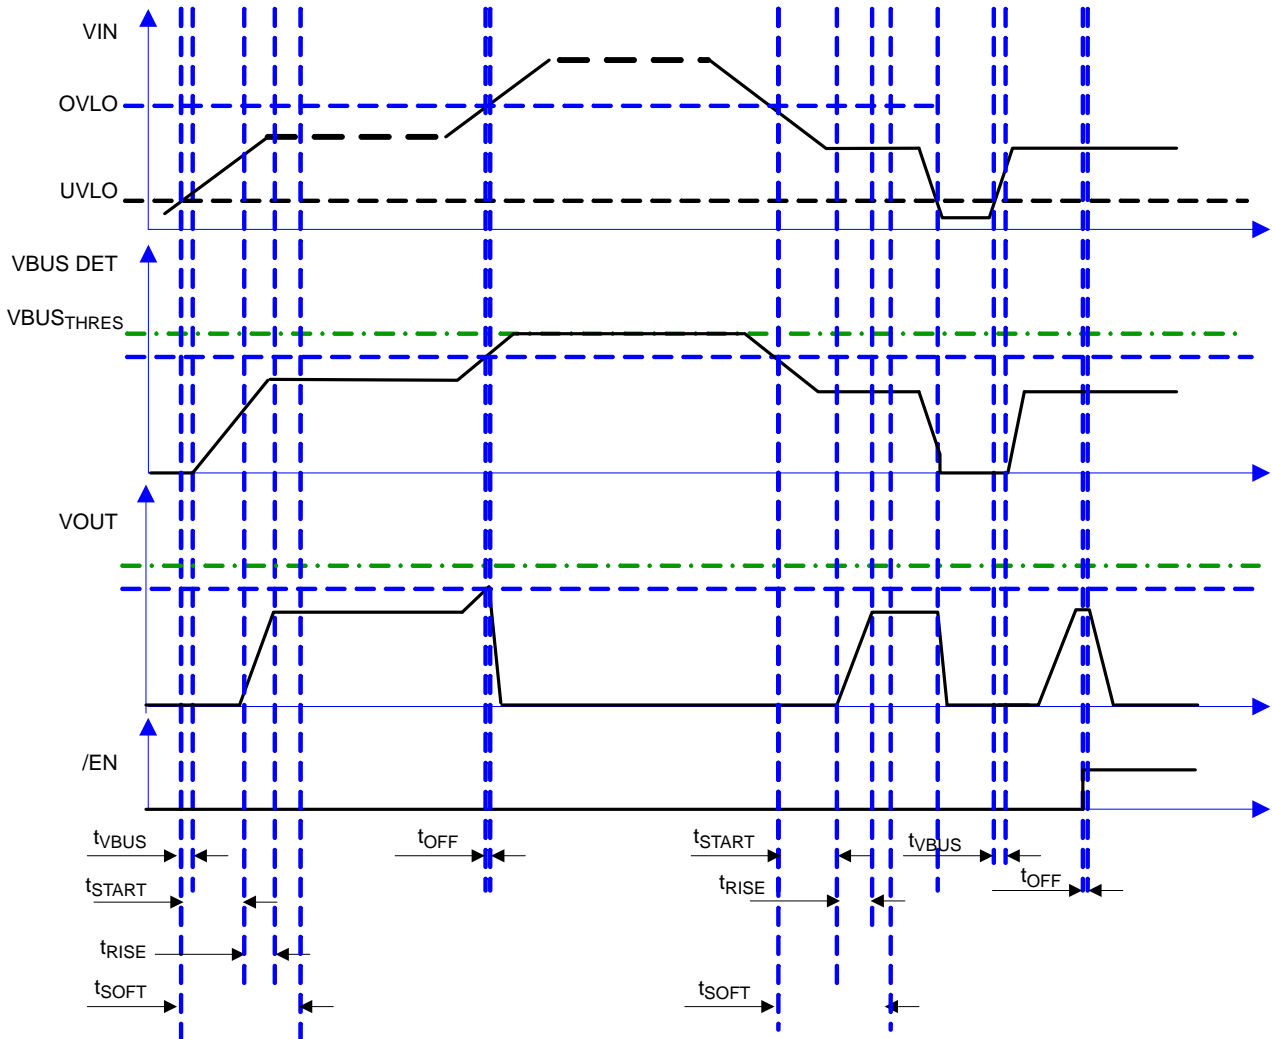 VIN
OVLO
UVLO
VBUS DET
VBUSTHRES
VOUT
/EN
tVBUS tOFF tSTART tVBUS
tSTART tRISE tOFF
tRISE
tSOFT tSOFT